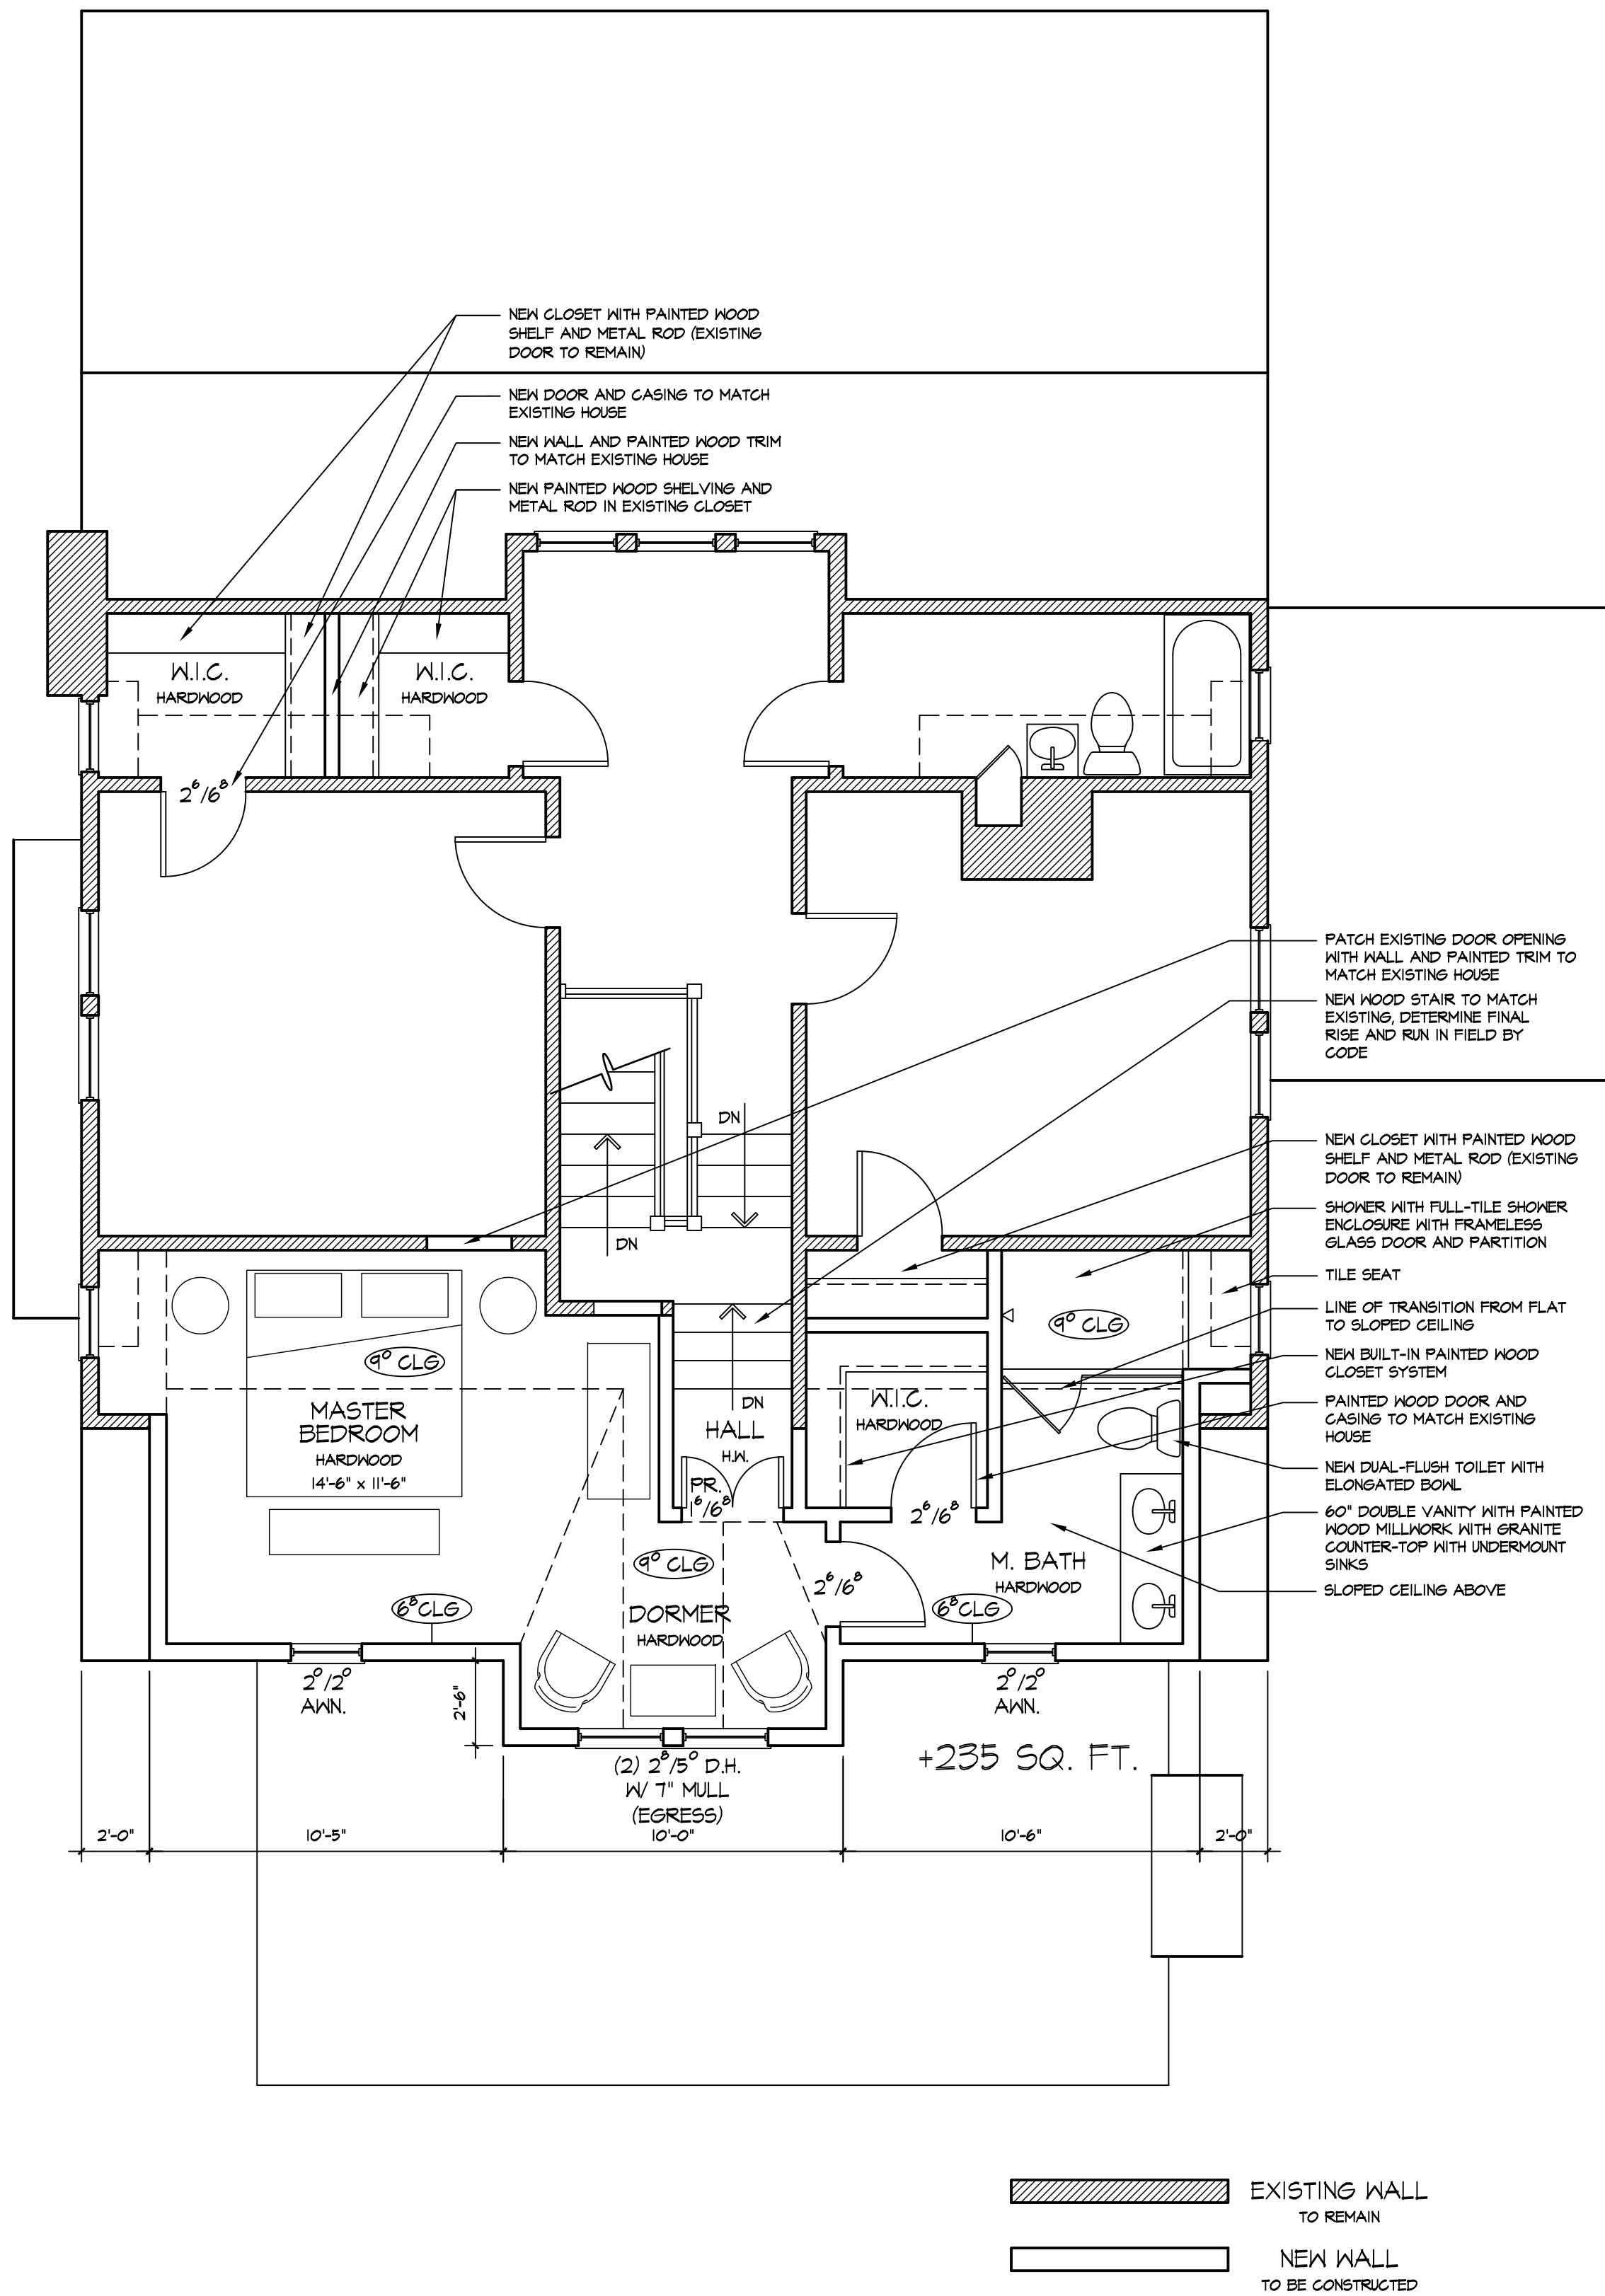 NEW CLOSET WITH PAINTED WOOD
SHELF AND METAL ROD (EXISTING
DOOR TO REMAIN)
NEW DOOR AND CASING TO MATCH
EXISTING HOUSE
NEW WALL AND PAINTED WOOD TRIM
TO MATCH EXISTING HOUSE
NEW PAINTED WOOD SHELVING AND
METAL ROD IN EXISTING CLOSET
W.I.C.
HARDWOOD
W.I.C.
HARDWOOD
2⁶/6⁸
PATCH EXISTING DOOR OPENING
WITH WALL AND PAINTED TRIM TO
MATCH EXISTING HOUSE
NEW WOOD STAIR TO MATCH
EXISTING, DETERMINE FINAL
RISE AND RUN IN FIELD BY
CODE
DN
DN
NEW CLOSET WITH PAINTED WOOD
SHELF AND METAL ROD (EXISTING
DOOR TO REMAIN)
SHOWER WITH FULL-TILE SHOWER
ENCLOSURE WITH FRAMELESS
GLASS DOOR AND PARTITION
TILE SEAT
LINE OF TRANSITION FROM FLAT
TO SLOPED CEILING
NEW BUILT-IN PAINTED WOOD
CLOSET SYSTEM
PAINTED WOOD DOOR AND
CASING TO MATCH EXISTING
HOUSE
NEW DUAL-FLUSH TOILET WITH
ELONGATED BOWL
60" DOUBLE VANITY WITH PAINTED
WOOD MILLWORK WITH GRANITE
COUNTER-TOP WITH UNDERMOUNT
SINKS
SLOPED CEILING ABOVE
9⁰ CLG
9⁰ CLG
MASTER
BEDROOM
HARDWOOD
14'-6" x 11'-6"
DN
HALL
H.W.
PR.
1⁶/6⁸
W.I.C.
HARDWOOD
2⁶/6⁸
9⁰ CLG
2⁶/6⁸
M. BATH
HARDWOOD
6⁸ CLG
6⁸ CLG
DORMER
HARDWOOD
2⁰/2⁰
AWN.
2'-6"
2⁰/2⁰
AWN.
(2) 2⁸/5⁰ D.H.
W/ 7" MULL
(EGRESS)
+235 SQ. FT.
2'-0"
10'-5"
10'-0"
10'-6"
2'-0"
EXISTING WALL
TO REMAIN
NEW WALL
TO BE CONSTRUCTED